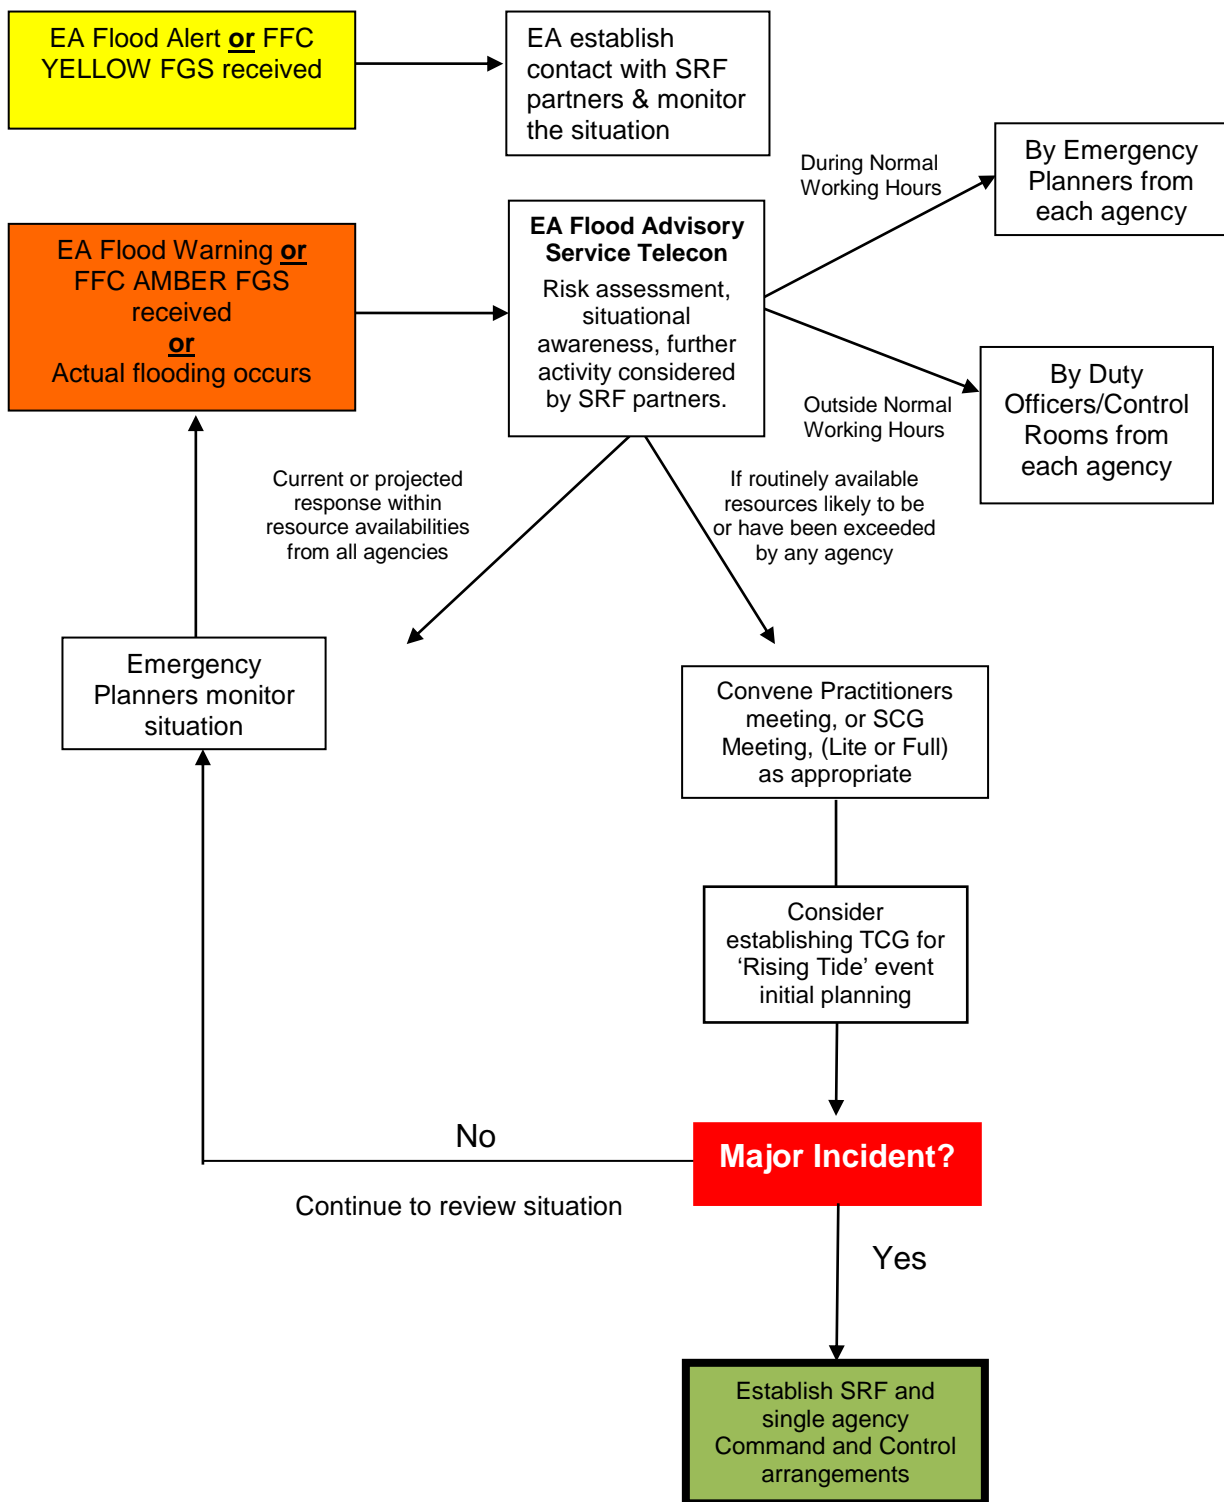 EA Flood Alert or FFC
YELLOW FGS received
EA establish
contact with SRF
partners & monitor
the situation
During Normal
Working Hours
By Emergency
Planners from
each agency
EA Flood Warning or
FFC AMBER FGS
received
or
Actual flooding occurs
EA Flood Advisory
Service Telecon
Risk assessment,
situational
awareness, further
activity considered
by SRF partners.
Outside Normal
Working Hours
By Duty
Officers/Control
Rooms from
each agency
Current or projected
response within
resource availabilities
from all agencies
If routinely available
resources likely to be
or have been exceeded
by any agency
Emergency
Planners monitor
situation
Convene Practitioners
meeting, or SCG
Meeting, (Lite or Full)
as appropriate
Consider
establishing TCG for
‘Rising Tide’ event
initial planning
No
Major Incident?
Continue to review situation
Yes
Establish SRF and
single agency
Command and Control
arrangements